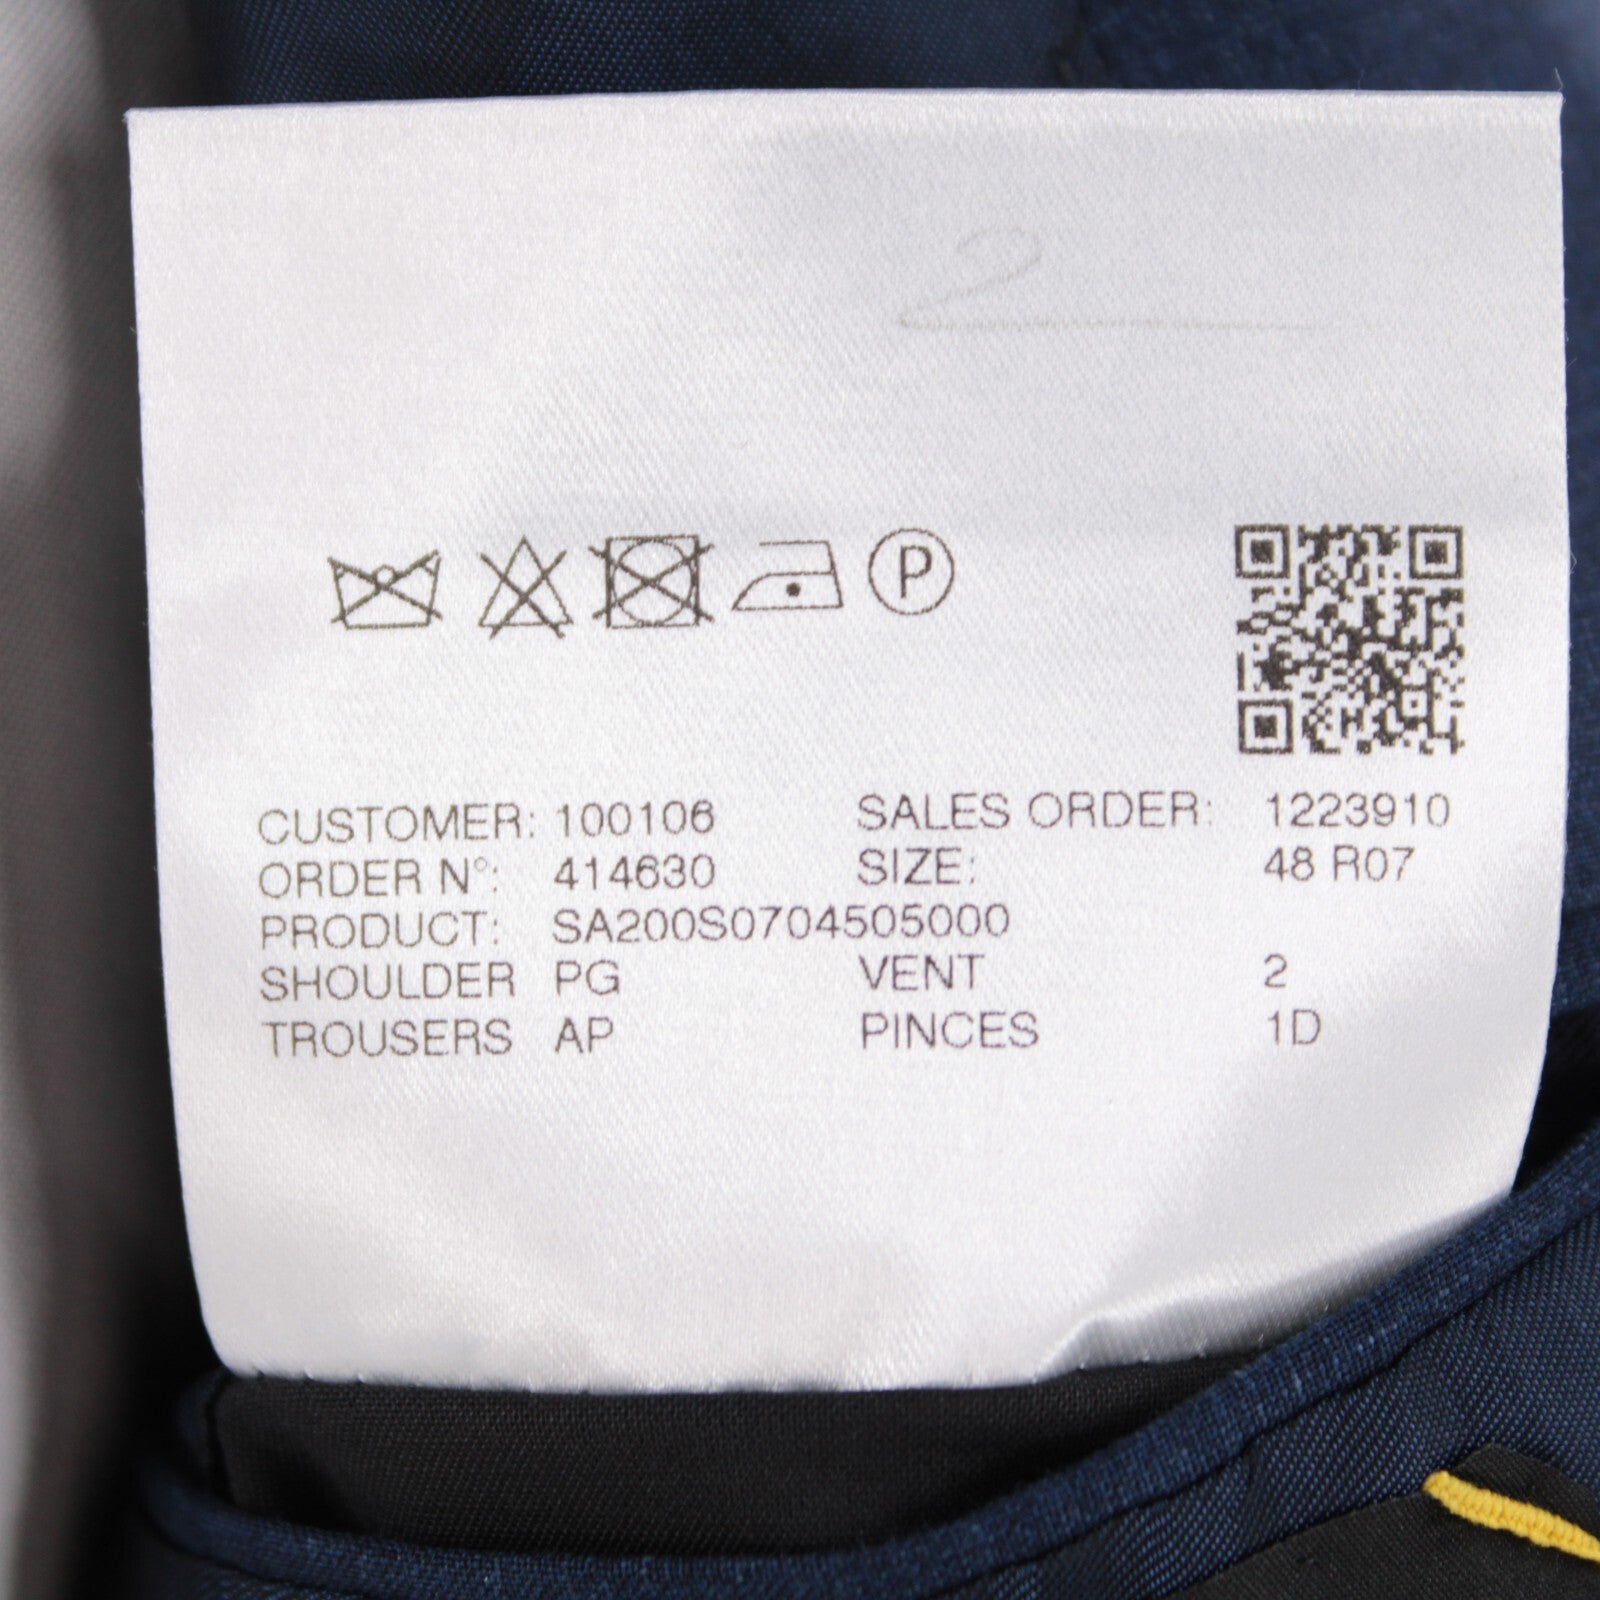 2
P
CUSTOMER: 100106 SALES ORDER: 1223910
ORDER N°: 414630 SIZE: 48 R07
PRODUCT: SA200S0704505000
SHOULDER PG VENT 2
TROUSERS AP PINCES 1D